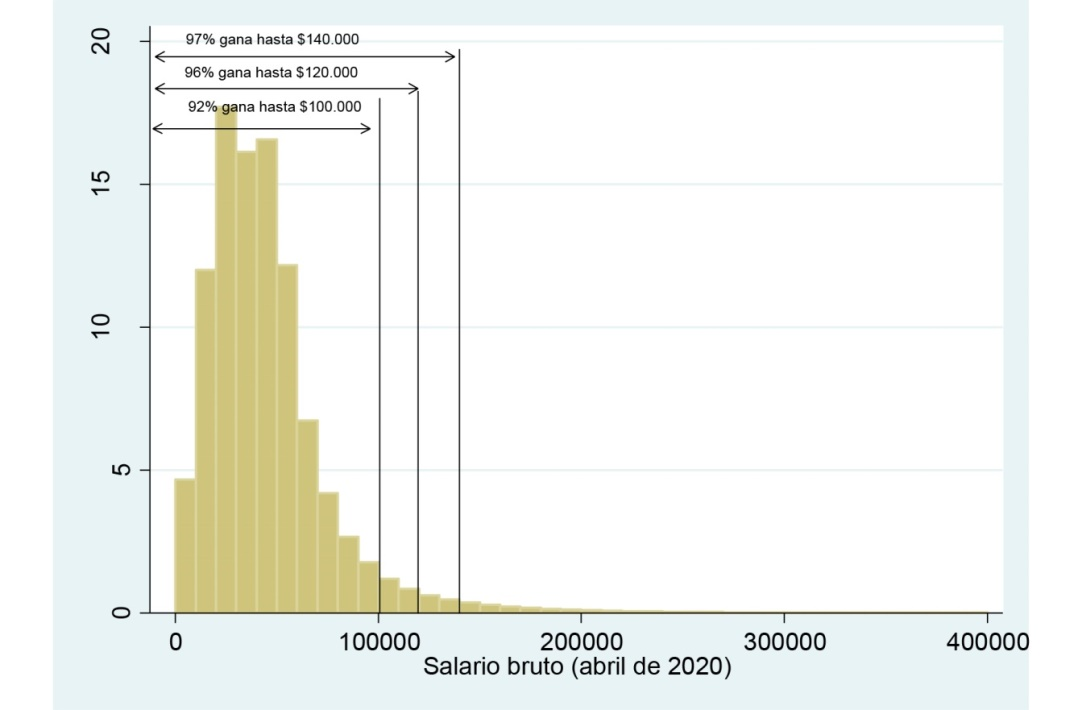 97% gana hasta $140.000
96% gana hasta $120.000
92% gana hasta $100.000
20
15
10
5
0
0 100000 200000 300000 400000
Salario bruto (abril de 2020)